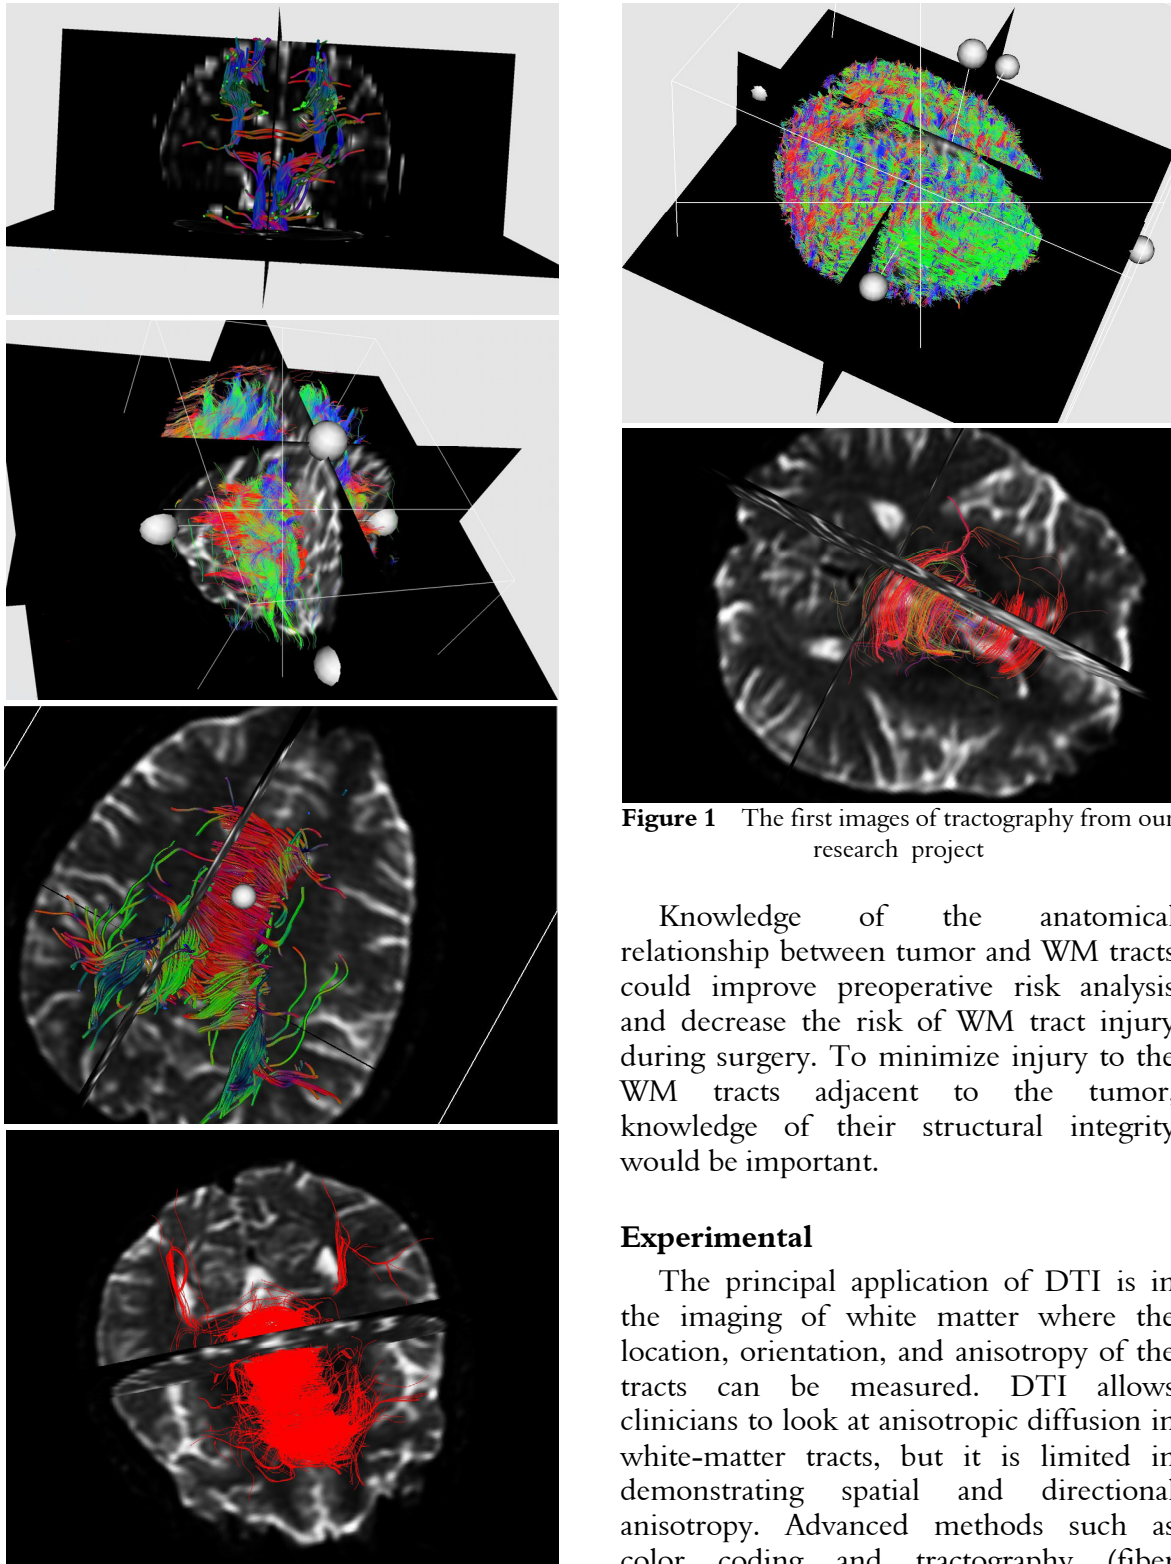 Figure 1 The first images of tractography from our
research project
Knowledge of the anatomical
relationship between tumor and WM tracts
could improve preoperative risk analysis
and decrease the risk of WM tract injury
during surgery. To minimize injury to the
WM tracts adjacent to the tumor,
knowledge of their structural integrity
would be important.
Experimental
The principal application of DTI is in
the imaging of white matter where the
location, orientation, and anisotropy of the
tracts can be measured. DTI allows
clinicians to look at anisotropic diffusion in
white-matter tracts, but it is limited in
demonstrating spatial and directional
anisotropy. Advanced methods such as
color coding and tractography (fiber